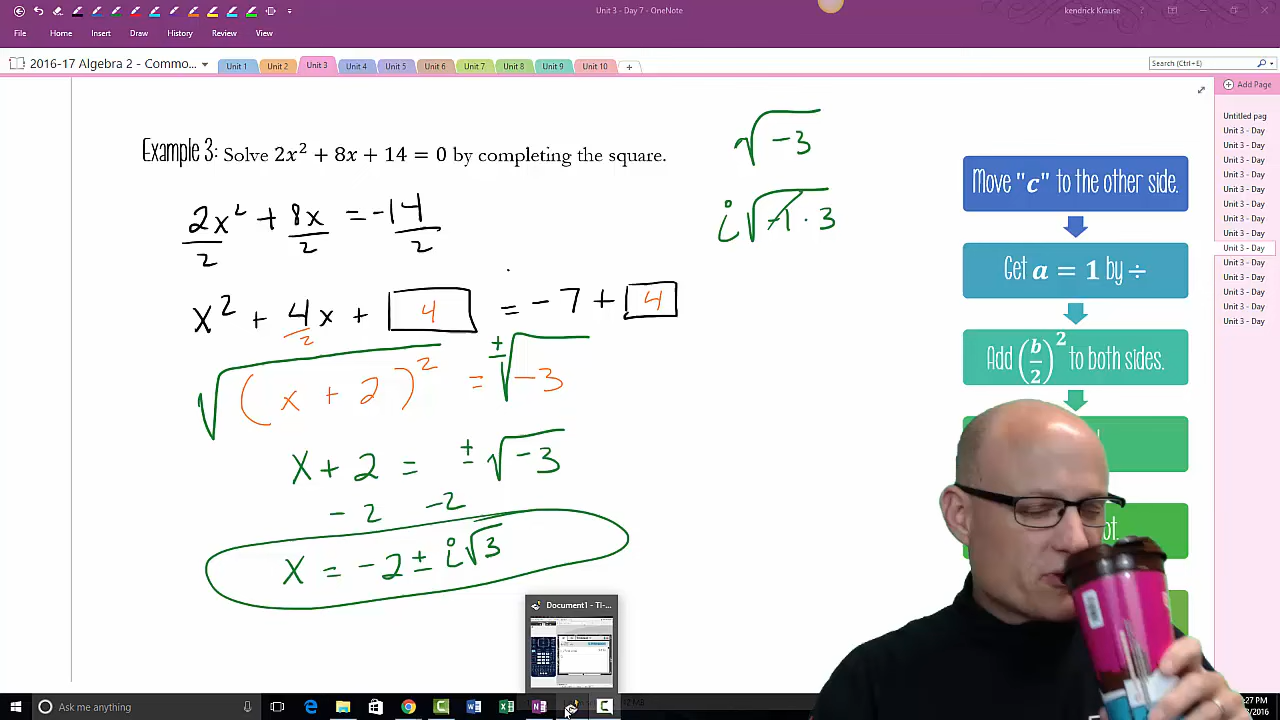 Unit 3 - Day 7 - OneNote
kendrick Krause
File Home Insert Draw History Review View
2016-17 Algebra 2 - Commo...
Unit 1 Unit 2 Unit 3 Unit 4 Unit 5 Unit 6 Unit 7 Unit 8 Unit 9 Unit 10
Search (Ctrl+E)
Add Page
Untitled pag
Unit 3 - Day
Unit 3 - Day
Unit 3 - Day
Unit 3 - Day
Unit 3 - Day
Unit 3 - Day
Unit 3 - Day
Unit 3 - Day
Unit 3 - Day
Unit 3 - Day
Unit 3 - Day
Unit 3 - Day
Unit 3 - Day
Unit 3 - Day
Example 3: Solve 2x² + 8x + 14 = 0 by completing the square.
2x²/2 + 8x/2 = -14/2
x² + 4x/2 + 4 = -7 + 4
√(x + 2)² = ±√-3
x + 2 = ±√-3
- 2 -2
x = -2 ± i√3
√-3
i√-1 · 3
Move "c" to the other side.
Get a = 1 by ÷
Add (b/2)² to both sides.
ot.
Document1 - TI-...
Ask me anything